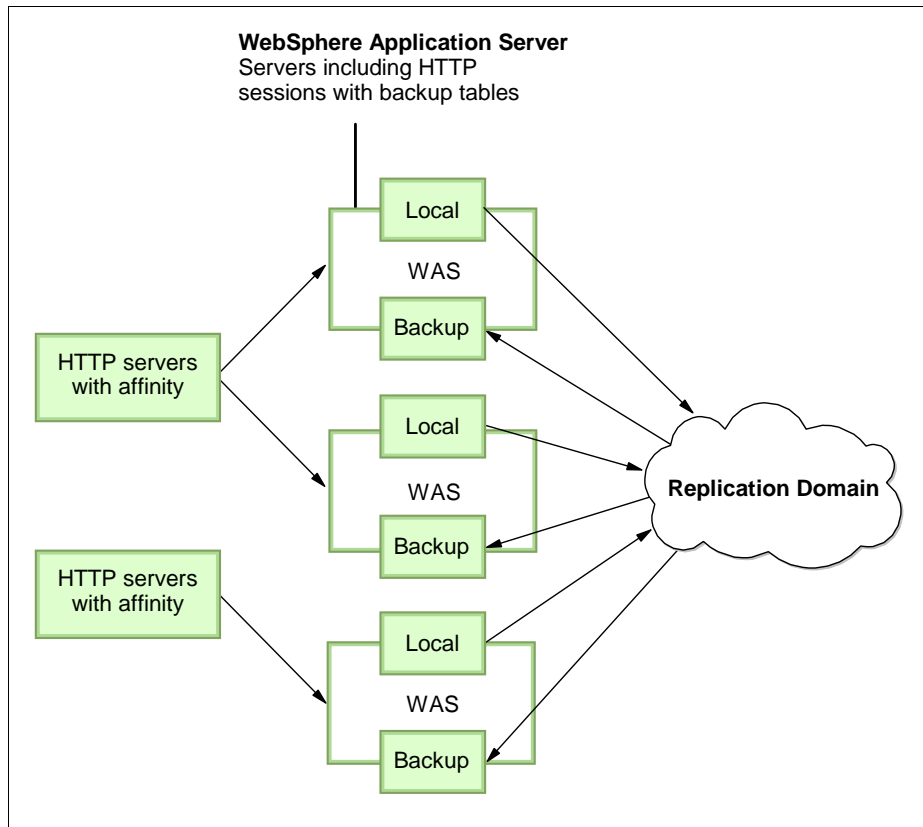 WebSphere Application Server
Servers including HTTP
sessions with backup tables
Local
WAS
Backup
HTTP servers
with affinity
Local
WAS
Backup
Replication Domain
HTTP servers
with affinity
Local
WAS
Backup